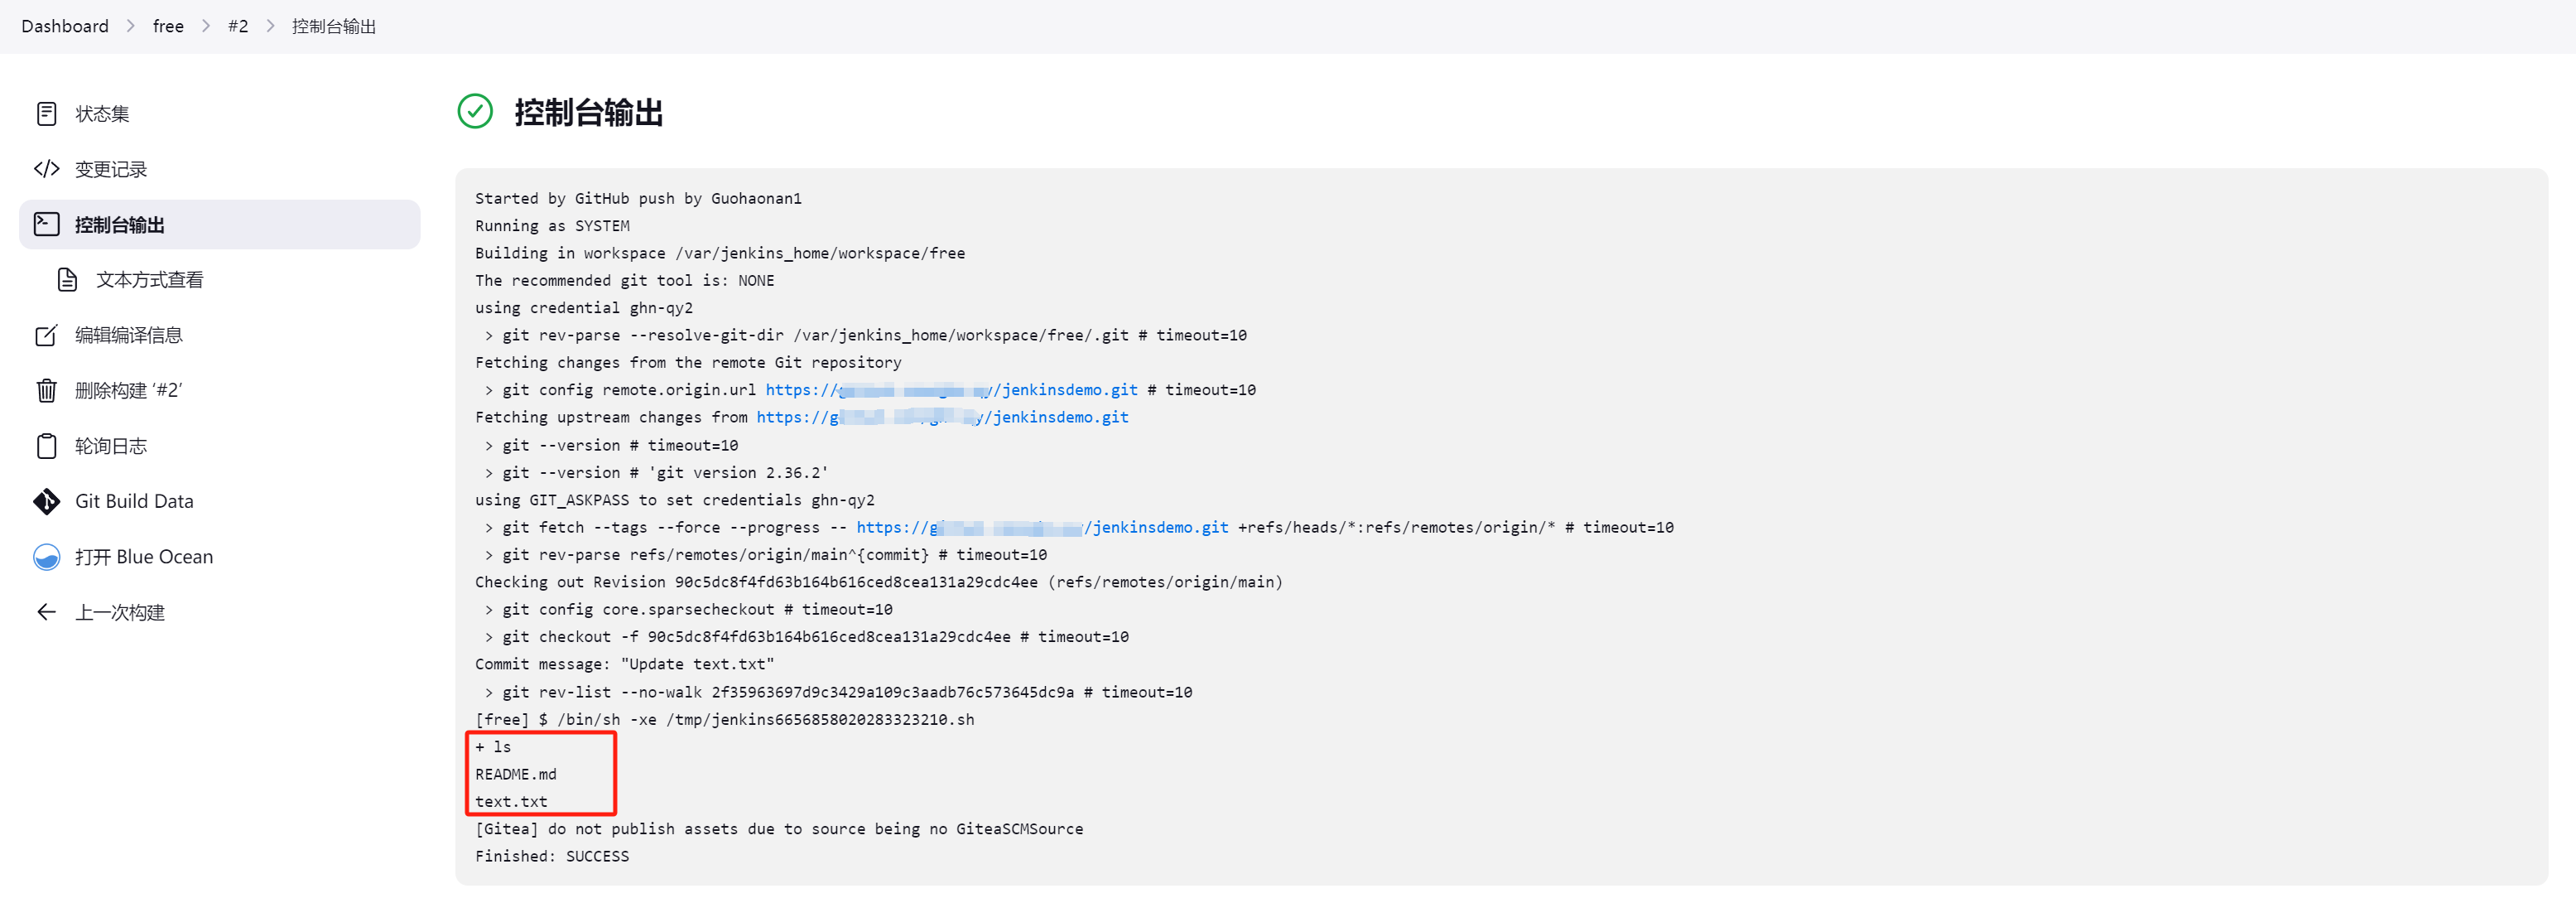 Dashboard > free > #2 > 控制台输出
状态集
变更记录
控制台输出
文本方式查看
编辑编译信息
删除构建 ‘#2’
轮询日志
Git Build Data
打开 Blue Ocean
上一次构建
控制台输出
Started by GitHub push by Guohaonan1
Running as SYSTEM
Building in workspace /var/jenkins_home/workspace/free
The recommended git tool is: NONE
using credential ghn-qy2
> git rev-parse --resolve-git-dir /var/jenkins_home/workspace/free/.git # timeout=10
Fetching changes from the remote Git repository
> git config remote.origin.url https:// /jenkinsdemo.git # timeout=10
Fetching upstream changes from https:// /jenkinsdemo.git
> git --version # timeout=10
> git --version # 'git version 2.36.2'
using GIT_ASKPASS to set credentials ghn-qy2
> git fetch --tags --force --progress -- https:// /jenkinsdemo.git +refs/heads/*:refs/remotes/origin/* # timeout=10
> git rev-parse refs/remotes/origin/main^{commit} # timeout=10
Checking out Revision 90c5dc8f4fd63b164b616ced8cea131a29cdc4ee (refs/remotes/origin/main)
> git config core.sparsecheckout # timeout=10
> git checkout -f 90c5dc8f4fd63b164b616ced8cea131a29cdc4ee # timeout=10
Commit message: "Update text.txt"
> git rev-list --no-walk 2f35963697d9c3429a109c3aadb76c573645dc9a # timeout=10
[free] $ /bin/sh -xe /tmp/jenkins6656858020283323210.sh
+ ls
README.md
text.txt
[Gitea] do not publish assets due to source being no GiteaSCMSource
Finished: SUCCESS